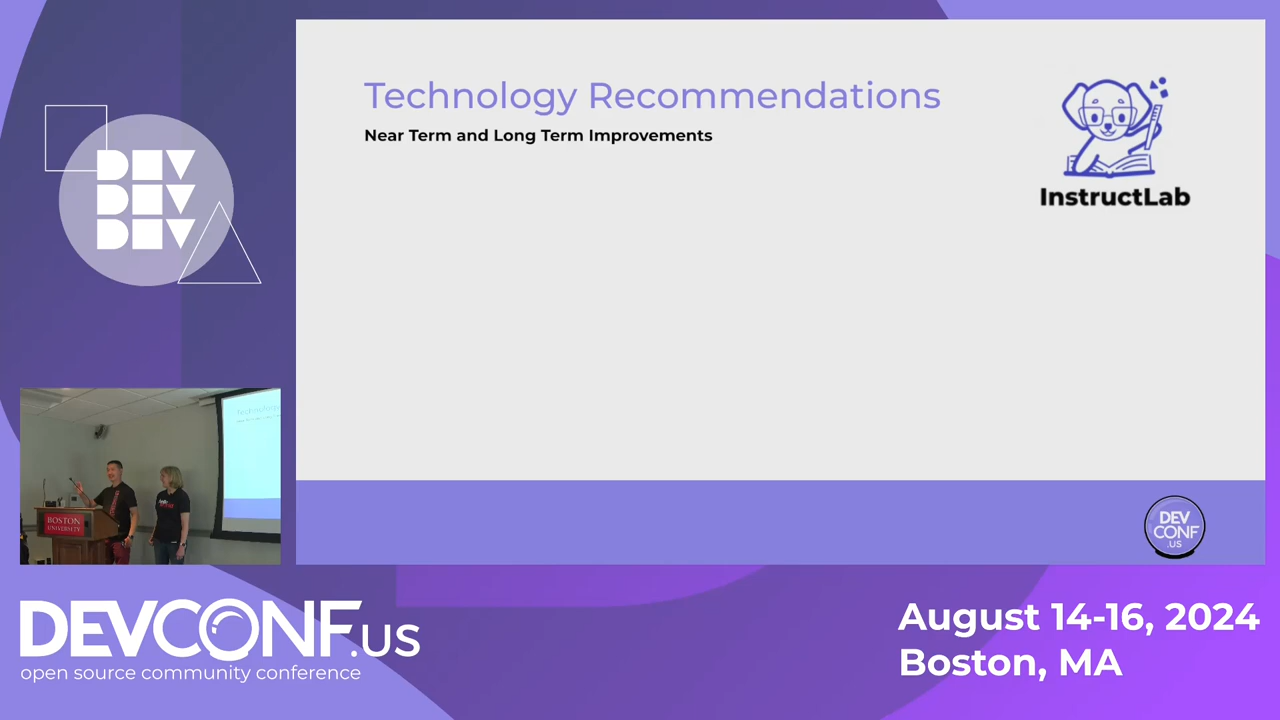 Technology Recommendations
Near Term and Long Term Improvements
InstructLab
DEV
DEV
DEV
BOSTON
UNIVERSITY
DEV
CONF
.US
DEVCONF.US
open source community conference
August 14-16, 2024
Boston, MA